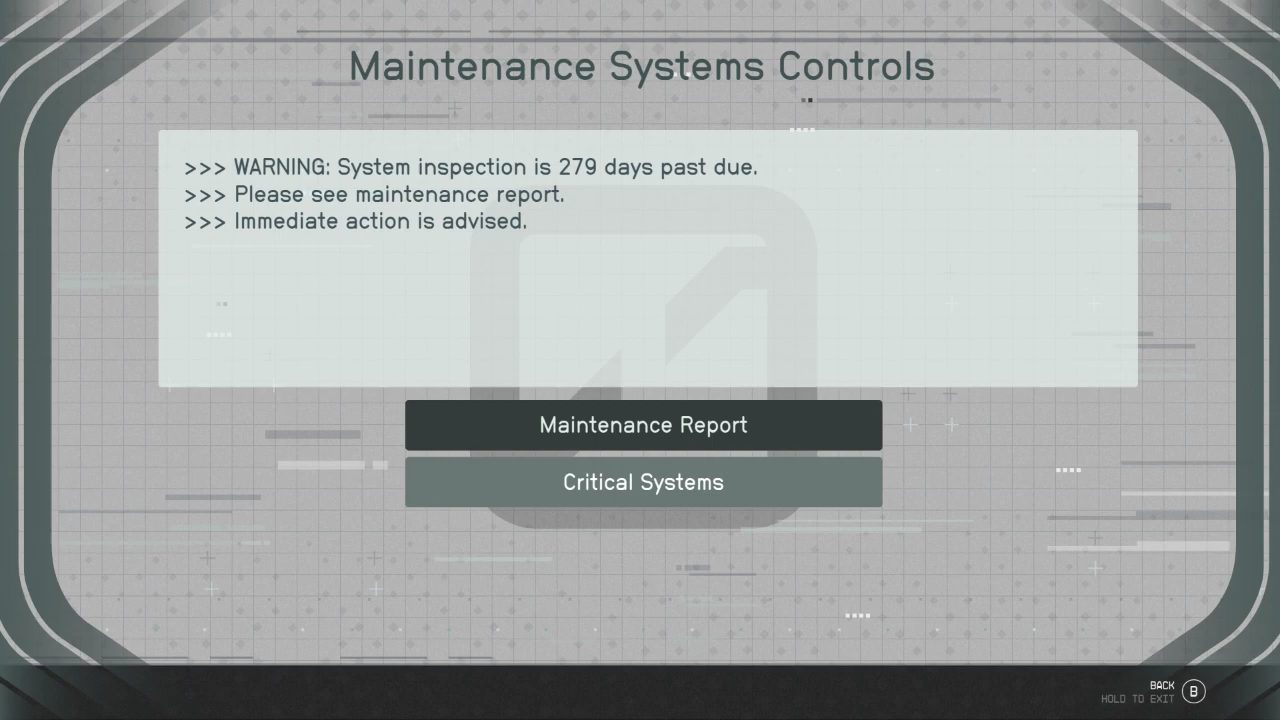 Maintenance Systems Controls
>>> WARNING: System inspection is 279 days past due.
>>> Please see maintenance report.
>>> Immediate action is advised.
Maintenance Report
Critical Systems
BACK
HOLD TO EXIT
B